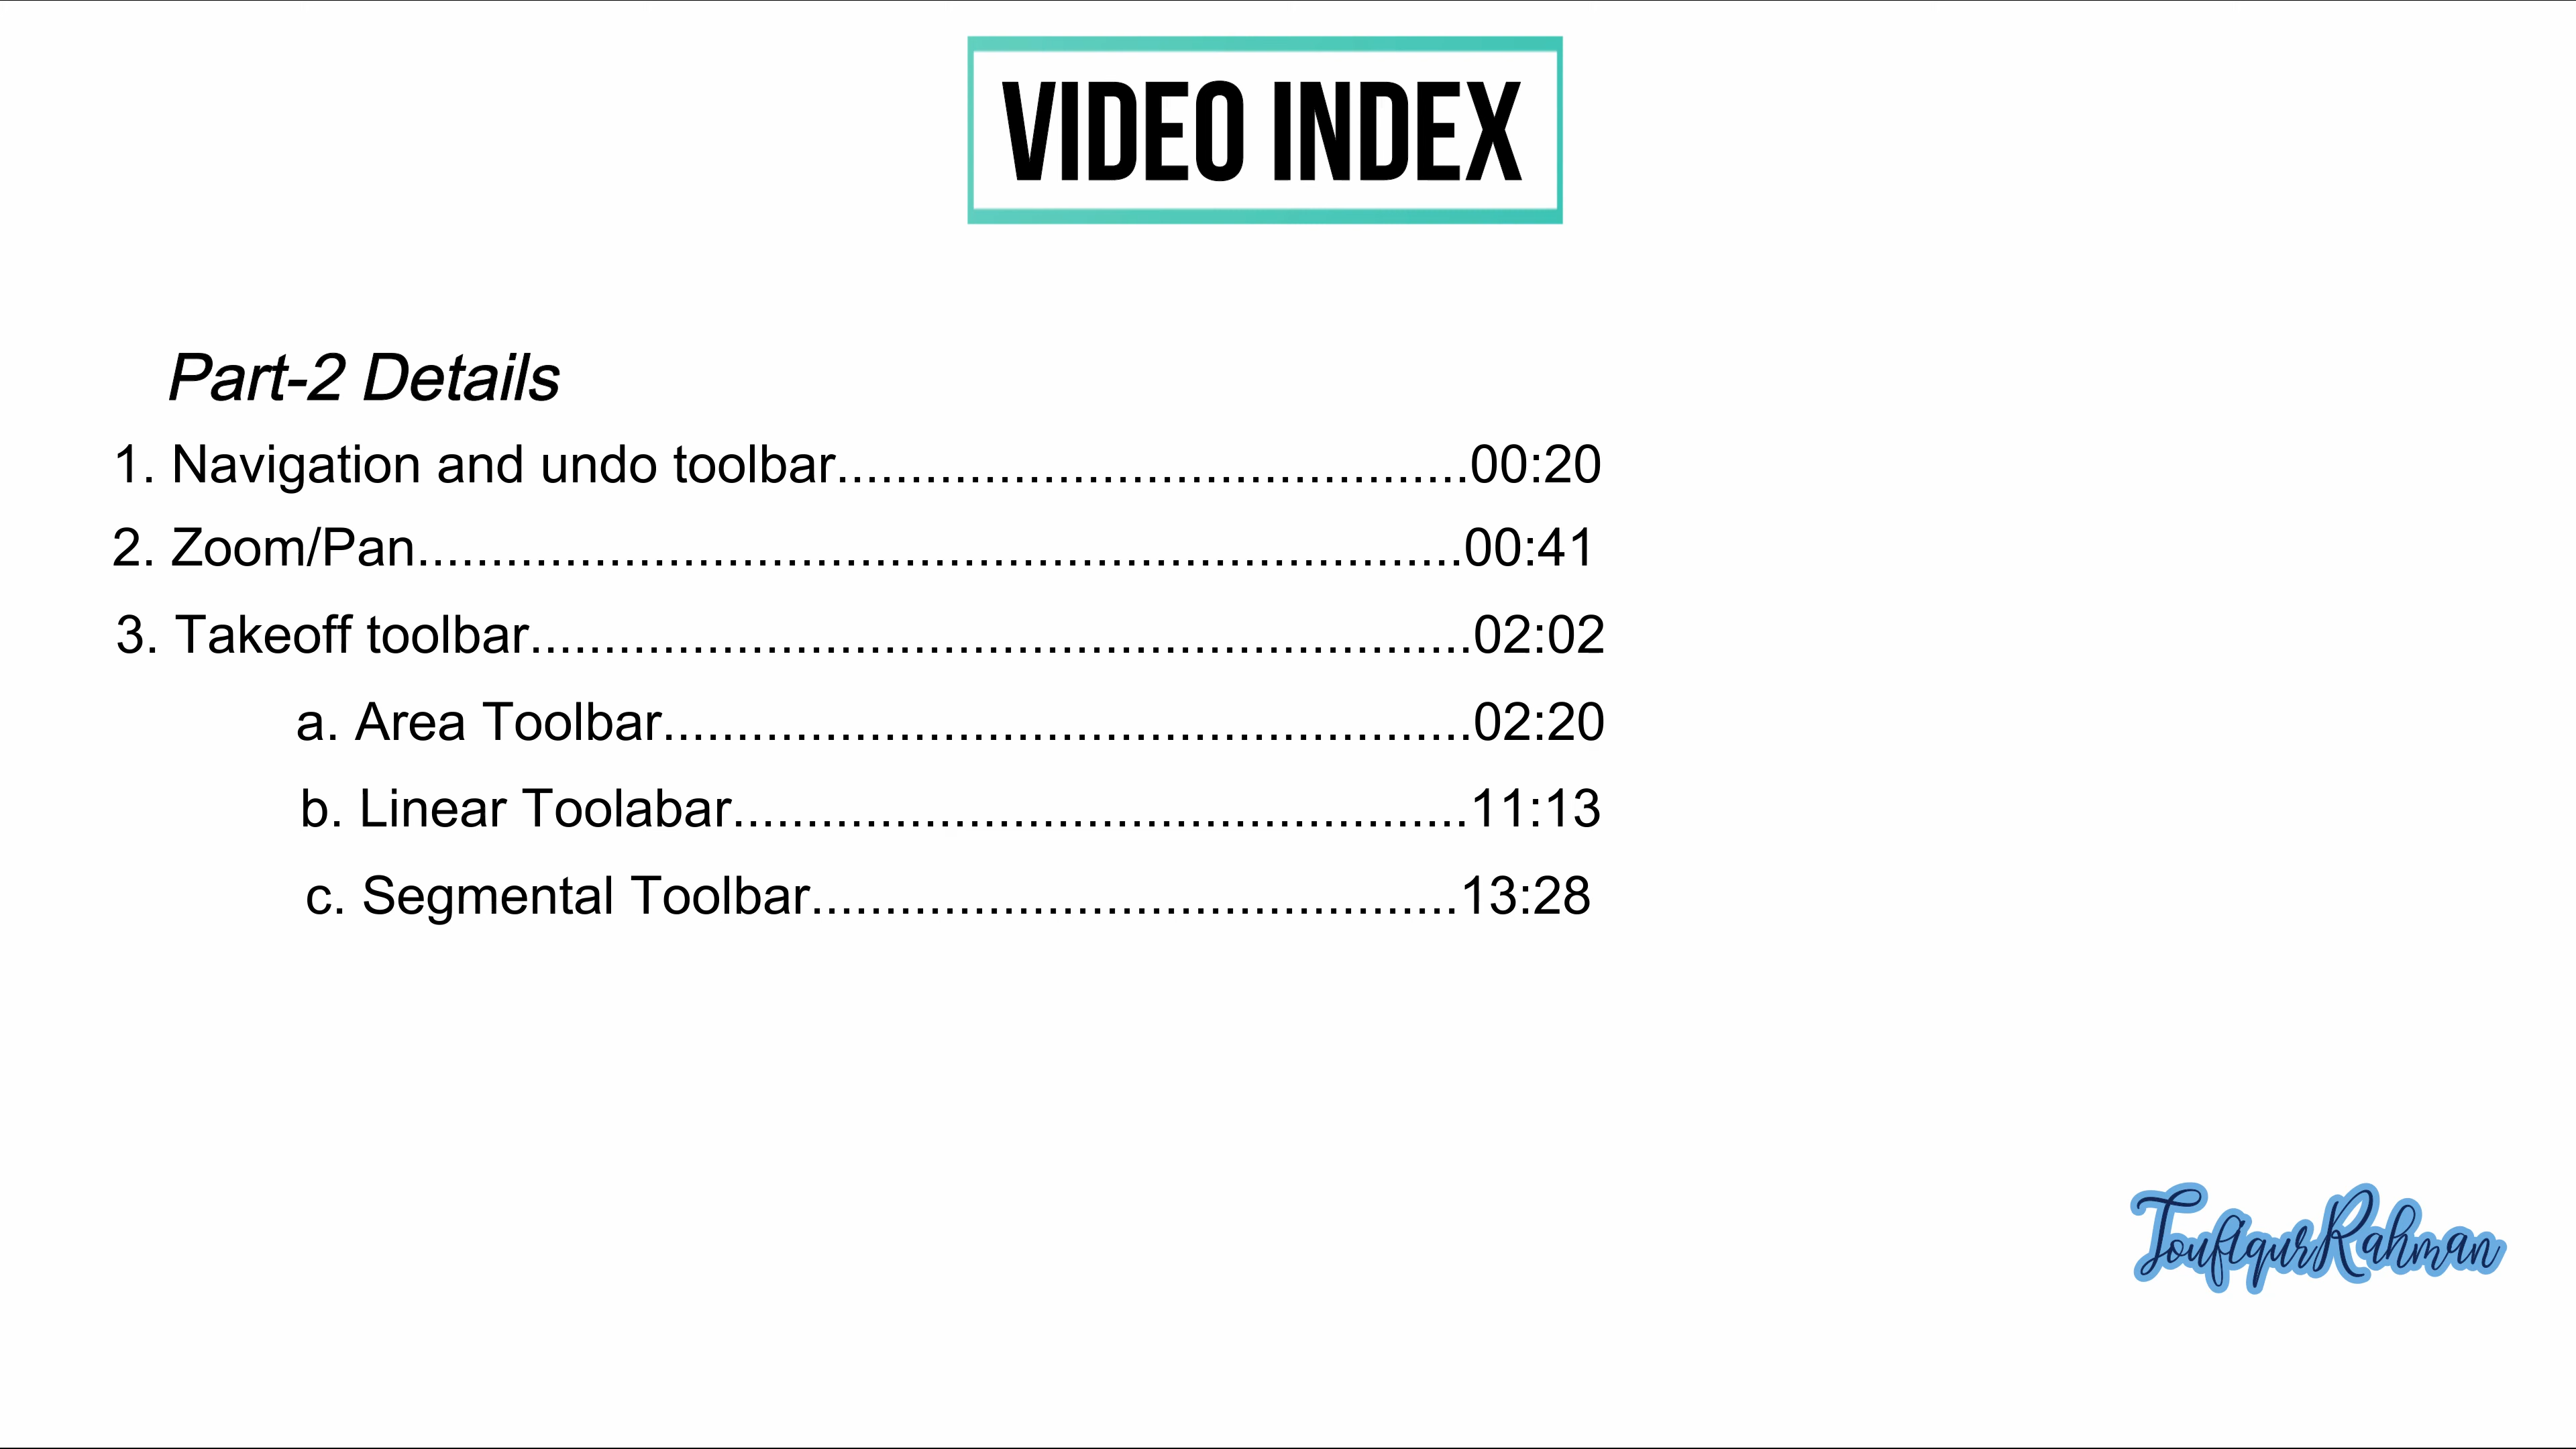 VIDEO INDEX
Part-2 Details
1. Navigation and undo toolbar...........................................00:20
2. Zoom/Pan.......................................................................00:41
3. Takeoff toolbar................................................................02:02
a. Area Toolbar.......................................................02:20
b. Linear Toolabar..................................................11:13
c. Segmental Toolbar............................................13:28
ToufiqurRahman